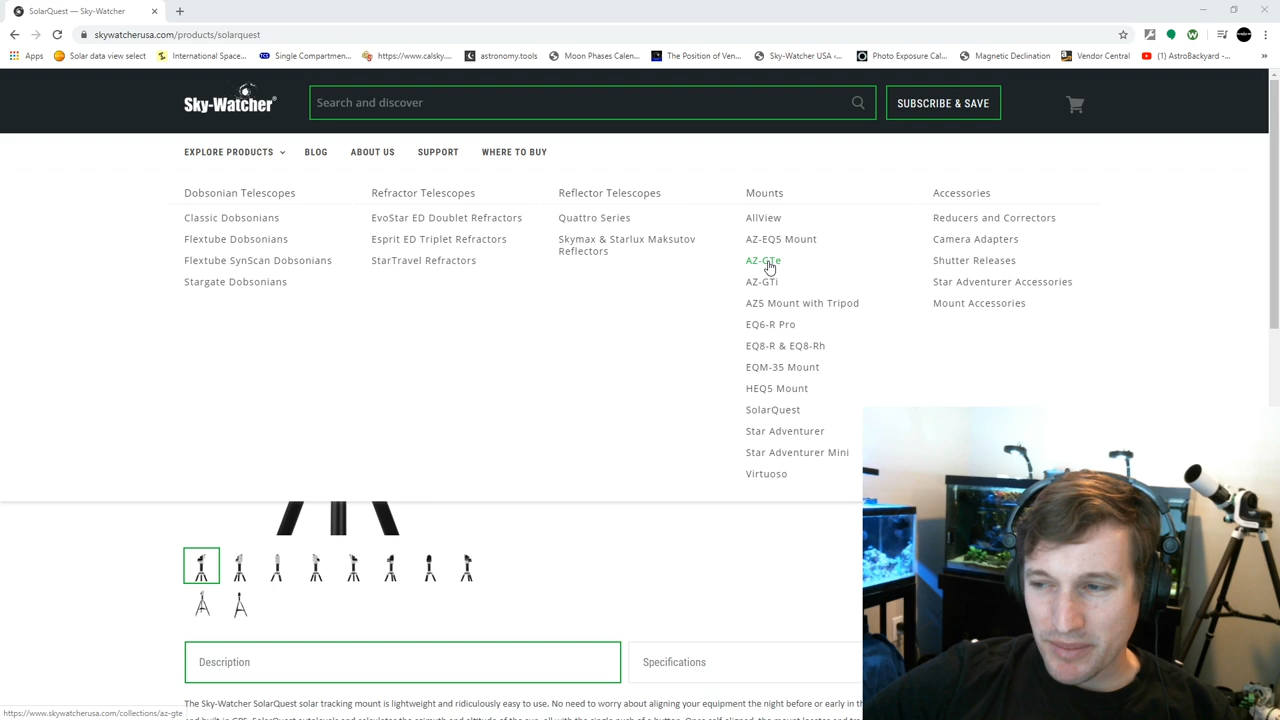 SolarQuest — Sky-Watcher
skywatcherusa.com/products/solarquest
Apps
Solar data view select
International Space...
Single Compartmen...
https://www.calsky....
astronomy.tools
Moon Phases Calen...
The Position of Ven...
Sky-Watcher USA ‹...
Photo Exposure Cal...
Magnetic Declination
Vendor Central
(1) AstroBackyard -...
Sky-Watcher®
Search and discover
SUBSCRIBE & SAVE
EXPLORE PRODUCTS
BLOG
ABOUT US
SUPPORT
WHERE TO BUY
Dobsonian Telescopes
Classic Dobsonians
Flextube Dobsonians
Flextube SynScan Dobsonians
Stargate Dobsonians
Refractor Telescopes
EvoStar ED Doublet Refractors
Esprit ED Triplet Refractors
StarTravel Refractors
Reflector Telescopes
Quattro Series
Skymax & Starlux Maksutov
Reflectors
Mounts
AllView
AZ-EQ5 Mount
AZ-GTe
AZ-GTi
AZ5 Mount with Tripod
EQ6-R Pro
EQ8-R & EQ8-Rh
EQM-35 Mount
HEQ5 Mount
SolarQuest
Star Adventurer
Star Adventurer Mini
Virtuoso
Accessories
Reducers and Correctors
Camera Adapters
Shutter Releases
Star Adventurer Accessories
Mount Accessories
Description
Specifications
The Sky-Watcher SolarQuest solar tracking mount is lightweight and ridiculously easy to use. No need to worry about aligning your equipment the night before or early in th
https://www.skywatcherusa.com/collections/az-gte